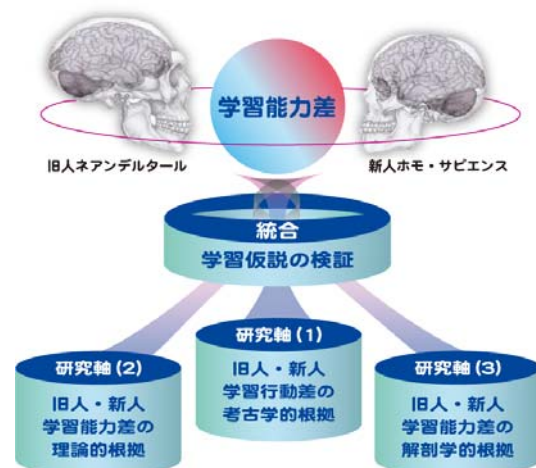 学習能力差
旧人ネアンデルタール
新人ホモ・サピエンス
統合
学習仮説の検証
研究軸(2)
旧人・新人
学習能力差の
理論的根拠
研究軸(1)
旧人・新人
学習行動差の
考古学的根拠
研究軸(3)
旧人・新人
学習能力差の
解剖学的根拠